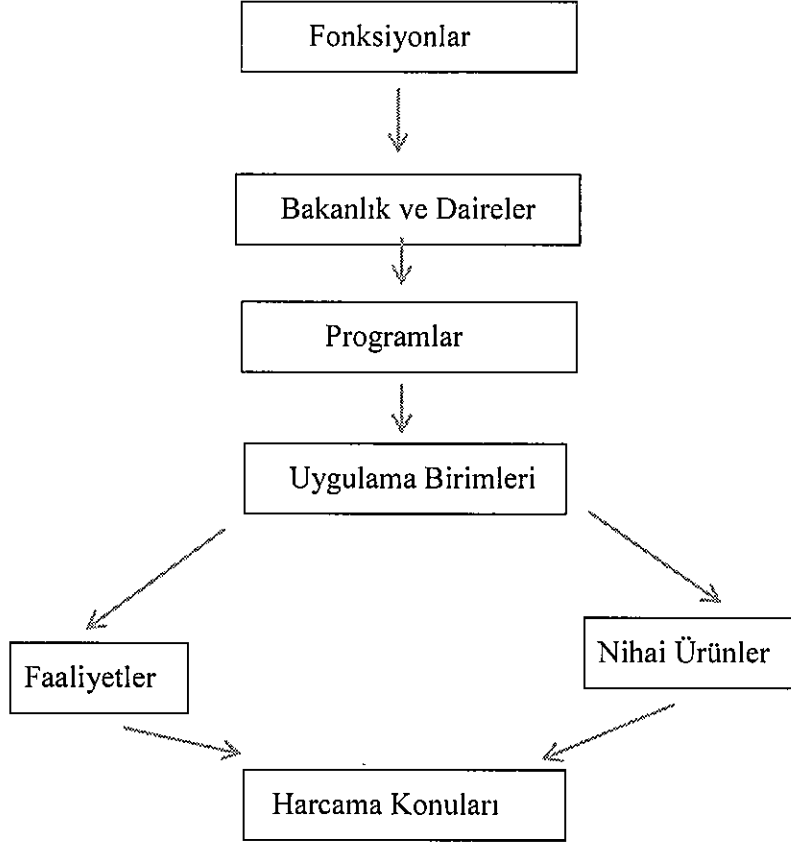 Fonksiyonlar
Bakanlık ve Daireler
Programlar
Uygulama Birimleri
Faaliyetler
Nihai Ürünler
Harcama Konuları